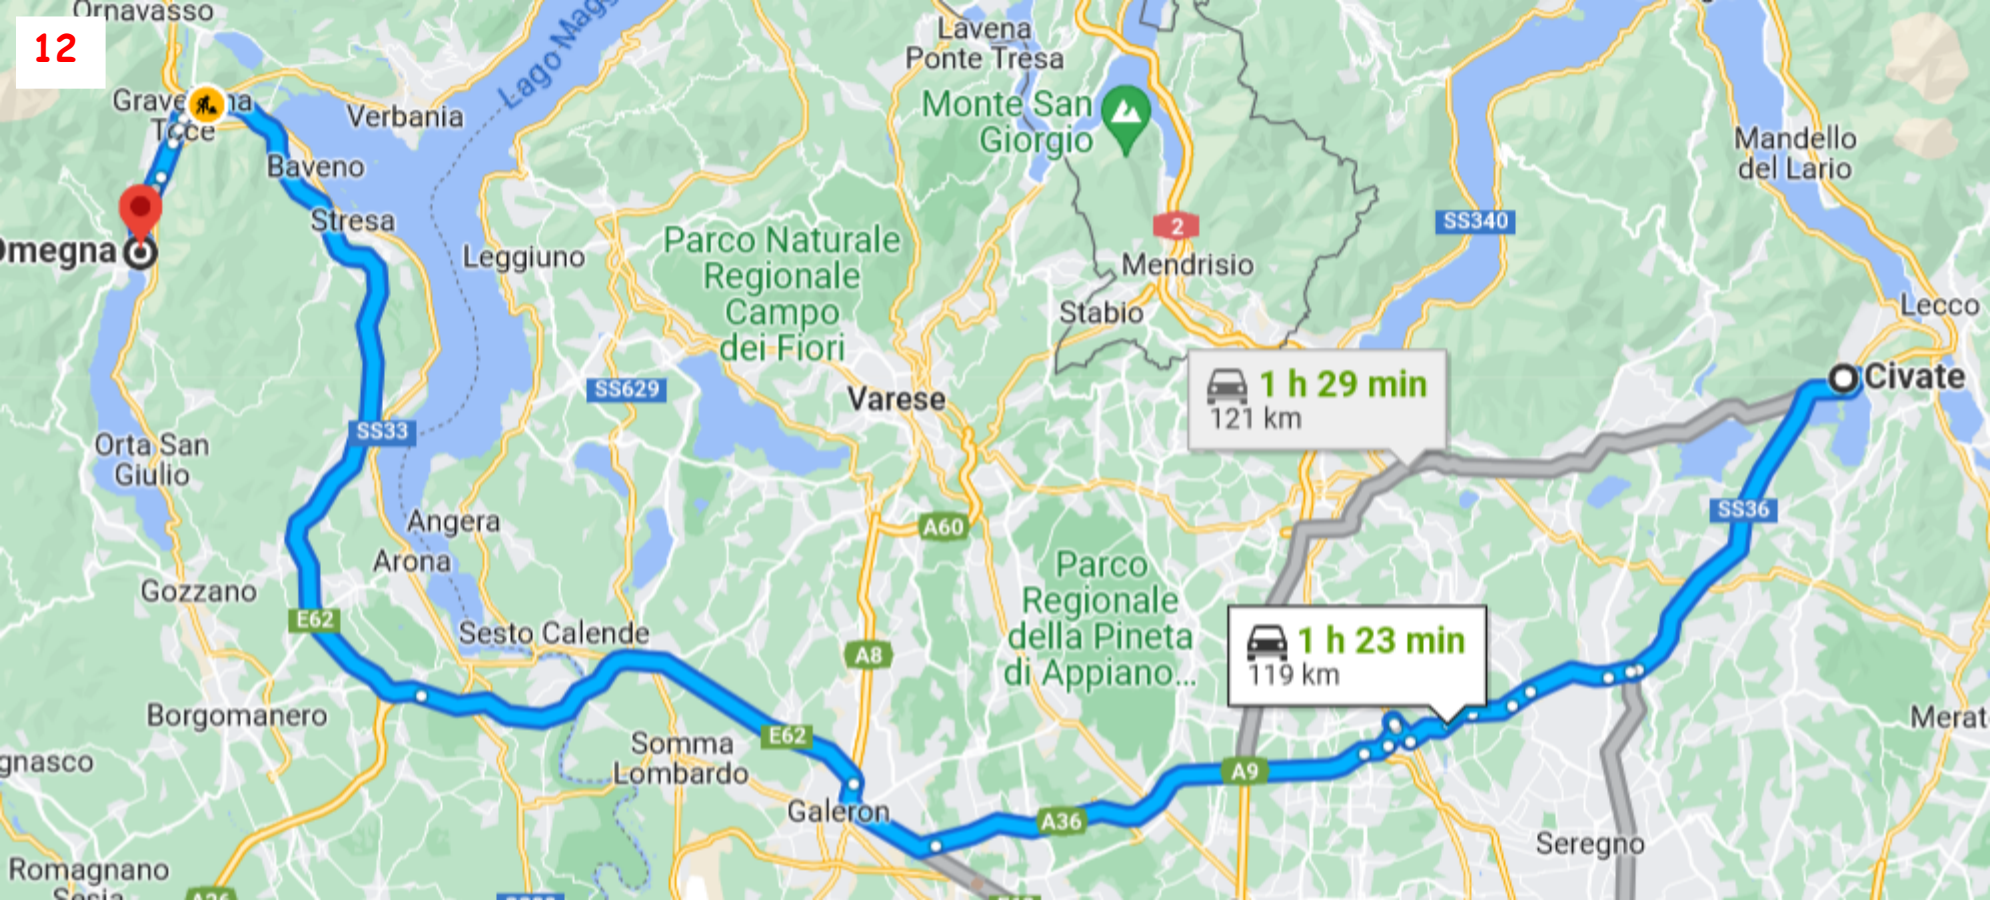 Ornavasso
12
Lago Magg
Lavena
Ponte Tresa
Monte San
Giorgio
Verbania
Toce
Baveno
Mandello
del Lario
Stresa
2
SS340
Omegna
Leggiuno
Parco Naturale
Regionale
Campo
dei Fiori
Mendrisio
Stabio
Lecco
1 h 29 min
121 km
Civate
SS629
Varese
SS33
Orta San
Giulio
SS36
Angera
A60
Arona
Gozzano
Parco
Regionale
della Pineta
di Appiano...
E62
Sesto Calende
A8
1 h 23 min
119 km
Borgomanero
Merat
E62
Somma
Lombardo
gnasco
A9
Galeron
A36
Seregno
Romagnano
Sesia
A26